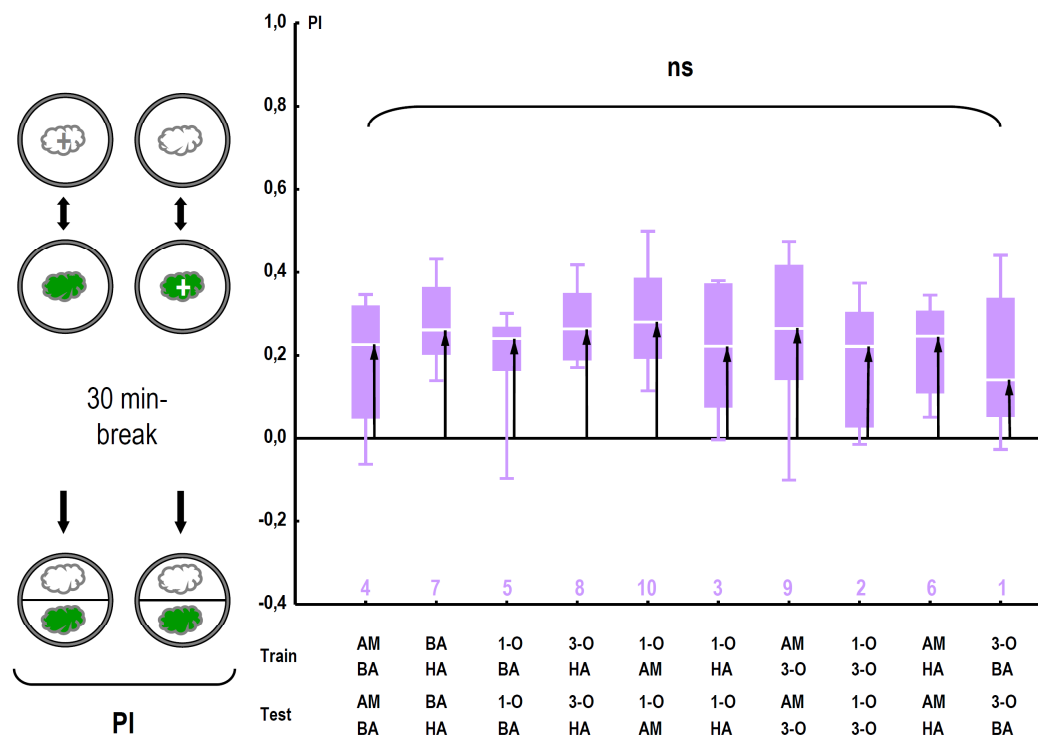 1,0
PI
0,8
0,6
0,4
0,2
0,0
-0,2
-0,4
ns
30 min-
break
PI
4 7 5 8 10 3 9 2 6 1
Train
AM BA 1-O 3-O 1-O 1-O AM 1-O AM 3-O
BA HA BA HA AM HA 3-O 3-O HA BA
Test
AM BA 1-O 3-O 1-O 1-O AM 1-O AM 3-O
BA HA BA HA AM HA 3-O 3-O HA BA